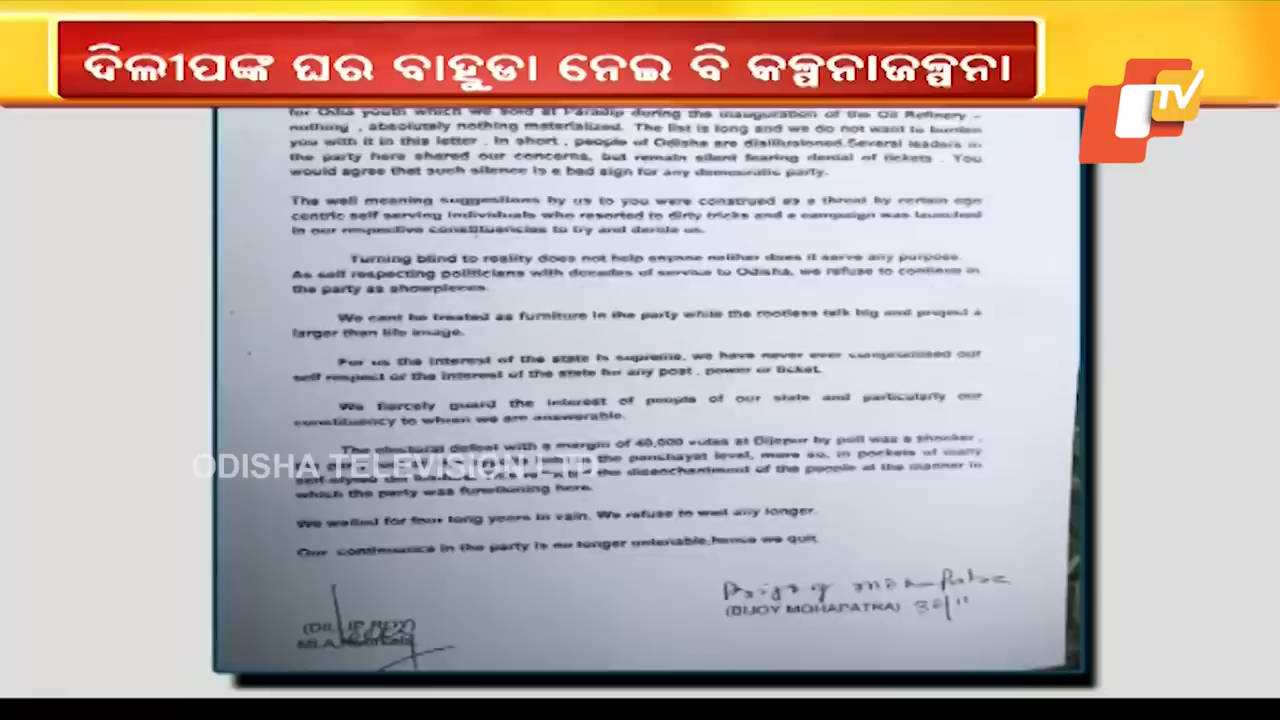 ଦିଲୀପଙ୍କ ଘର ବାହୁଡା ନେଇ ବି କଳ୍ପନାଜଳ୍ପନା
TV
for Odia youth which we sold at Paradip during the inauguration of the Oil Refinery -
nothing , absolutely nothing materialized. The list is long and we do not want to burden
you with it in this letter . In short , people of Odisha are disillusioned.Several leaders in
the party here shared our concerns, but remain silent fearing denial of tickets . You
would agree that such silence is a bad sign for any democratic party.
The well meaning suggestions by us to you were construed as a threat by certain ego
centric self serving individuals who resorted to dirty tricks and a campaign was launched
in our respective constituencies to try and deride us.
Turning blind to reality does not help anyone neither does it serve any purpose.
As self respecting politicians with decades of service to Odisha, we refuse to continue in
the party as showpieces.
We cant be treated as furniture in the party while the rootless talk big and project a
larger than life image.
For us the interest of the state is supreme, we have never ever compromised our
self respect or the interest of the state for any post , power or ticket.
We fiercely guard the interest of people of our state and particularly our
constituency to whom we are answerable.
The electoral defeat with a margin of 40,000 votes at Bijepur by poll was a shocker ,
the panchayat level, more so, in pockets of many
ODISHA TELEVISION LTD
the disenchantment of the people at the manner in
which the party was functioning here.
We waited for four long years in vain. We refuse to wait any longer.
Our continuance in the party is no longer untenable,hence we quit
Bijoy Mohapatra
(DILIP ROY)
(BIJOY MOHAPATRA) 30/11
MLA, Rourkela